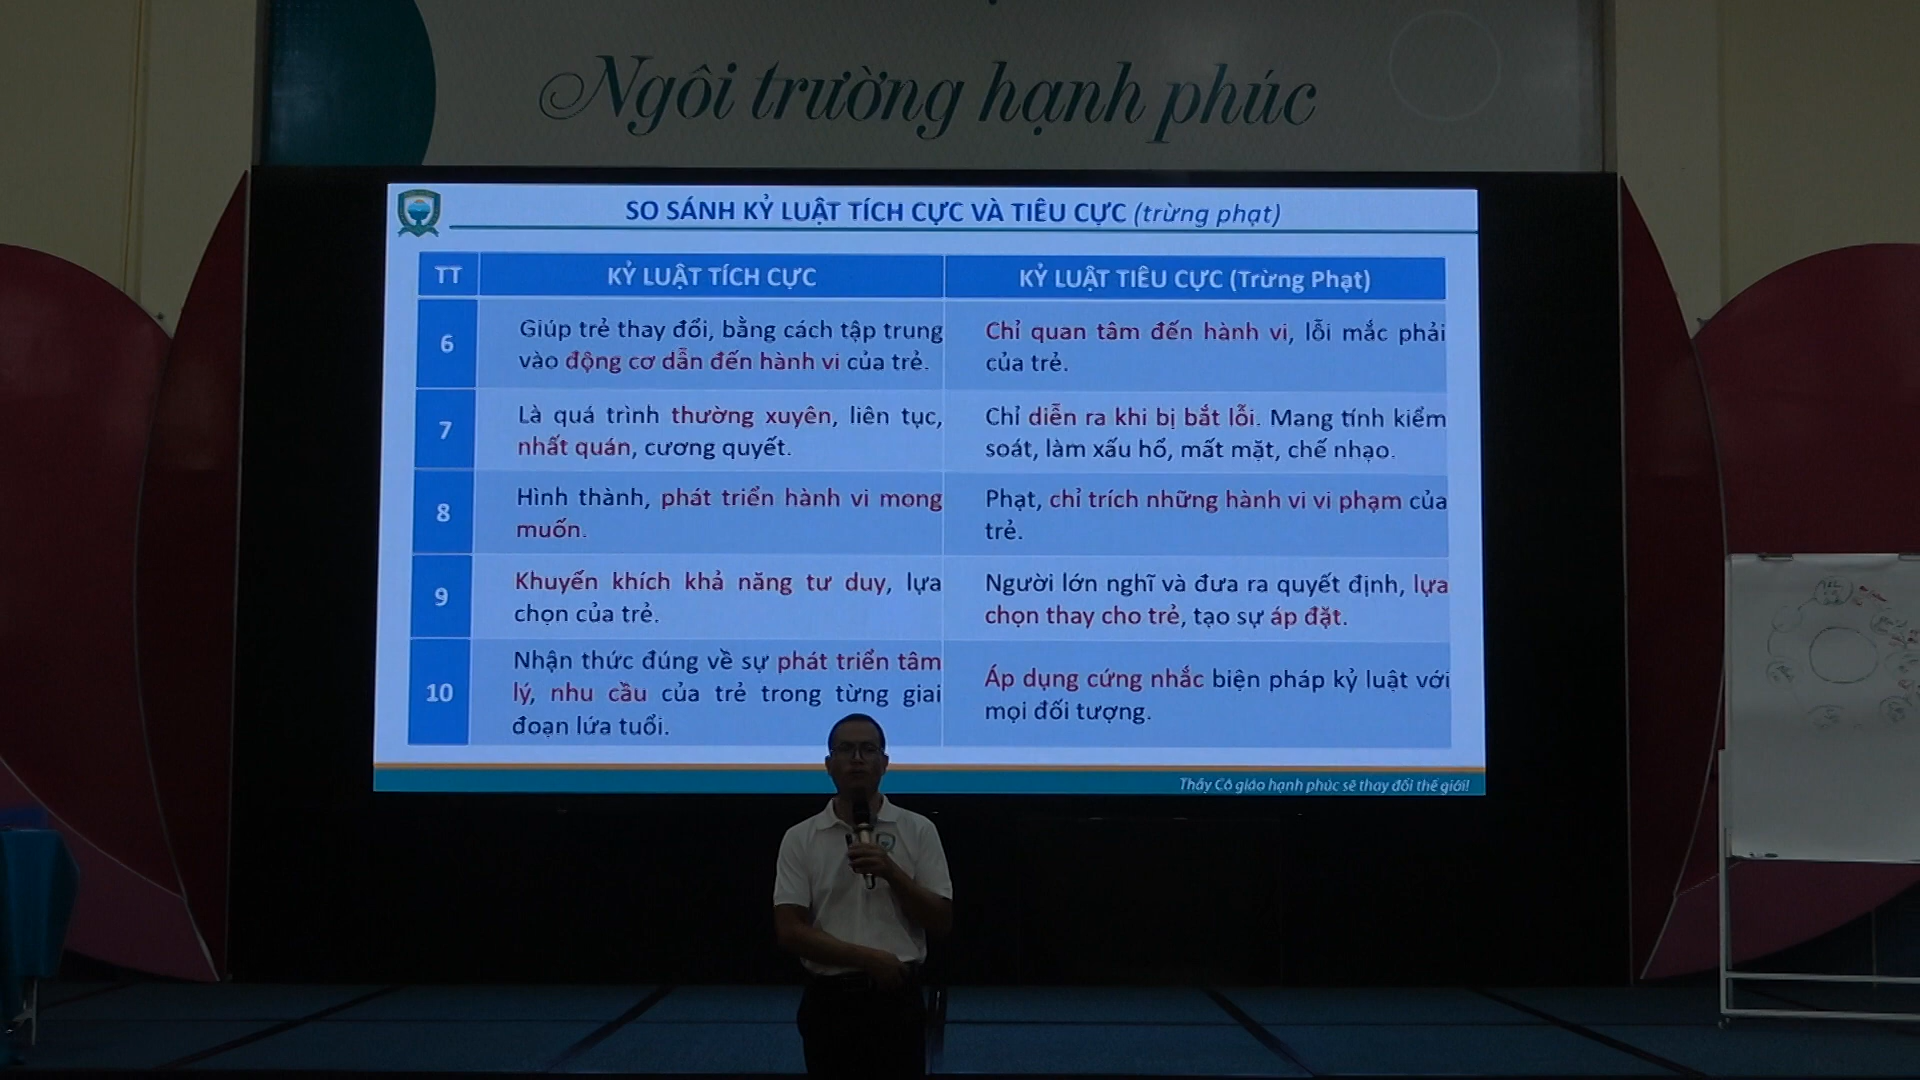 Ngôi trường hạnh phúc
SO SÁNH KỶ LUẬT TÍCH CỰC VÀ TIÊU CỰC (trừng phạt)
TT
KỶ LUẬT TÍCH CỰC
KỶ LUẬT TIÊU CỰC (Trừng Phạt)
6
Giúp trẻ thay đổi, bằng cách tập trung
vào động cơ dẫn đến hành vi của trẻ.
Chỉ quan tâm đến hành vi, lỗi mắc phải
của trẻ.
7
Là quá trình thường xuyên, liên tục,
nhất quán, cương quyết.
Chỉ diễn ra khi bị bắt lỗi. Mang tính kiểm
soát, làm xấu hổ, mất mặt, chế nhạo.
8
Hình thành, phát triển hành vi mong
muốn.
Phạt, chỉ trích những hành vi vi phạm của
trẻ.
9
Khuyến khích khả năng tư duy, lựa
chọn của trẻ.
Người lớn nghĩ và đưa ra quyết định, lựa
chọn thay cho trẻ, tạo sự áp đặt.
10
Nhận thức đúng về sự phát triển tâm
lý, nhu cầu của trẻ trong từng giai
đoạn lứa tuổi.
Áp dụng cứng nhắc biện pháp kỷ luật với
mọi đối tượng.
Thầy Cô giáo hạnh phúc sẽ thay đổi thế giới!